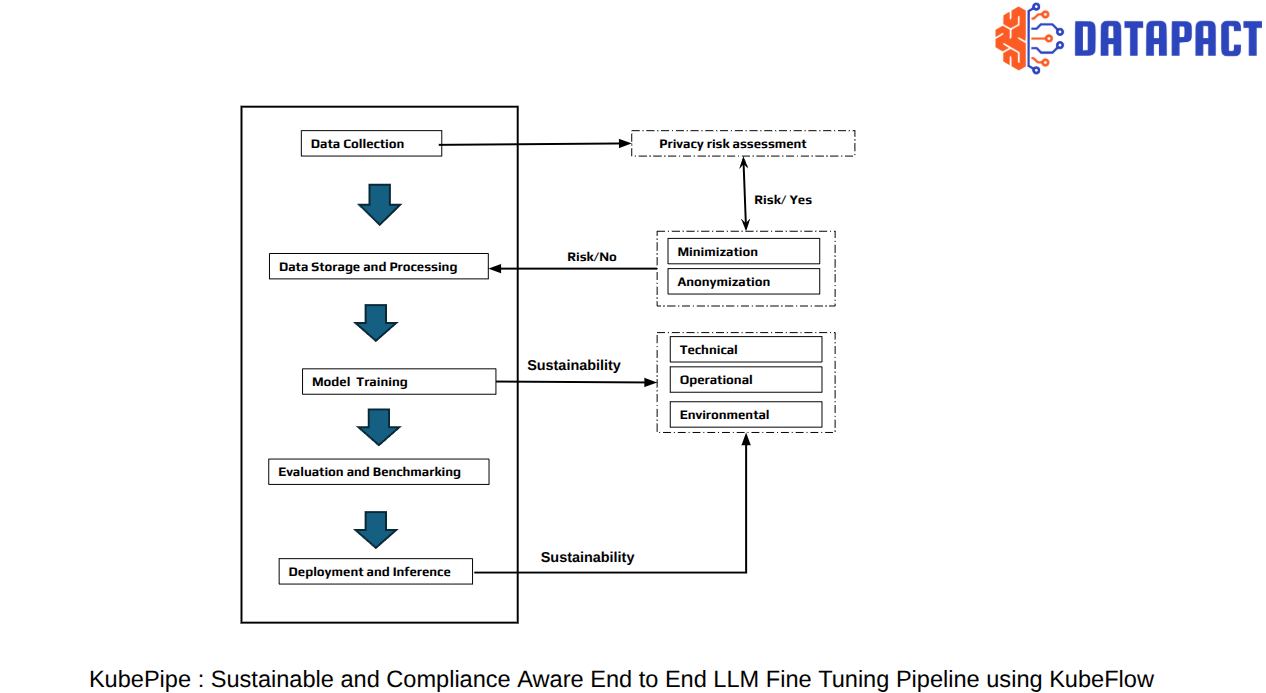 DATAPACT
Data Collection
Privacy risk assessment
Risk/ Yes
Minimization
Risk/No
Data Storage and Processing
Anonymization
Technical
Sustainability
Model Training
Operational
Environmental
Evaluation and Benchmarking
Sustainability
Deployment and Inference
KubePipe : Sustainable and Compliance Aware End to End LLM Fine Tuning Pipeline using KubeFlow